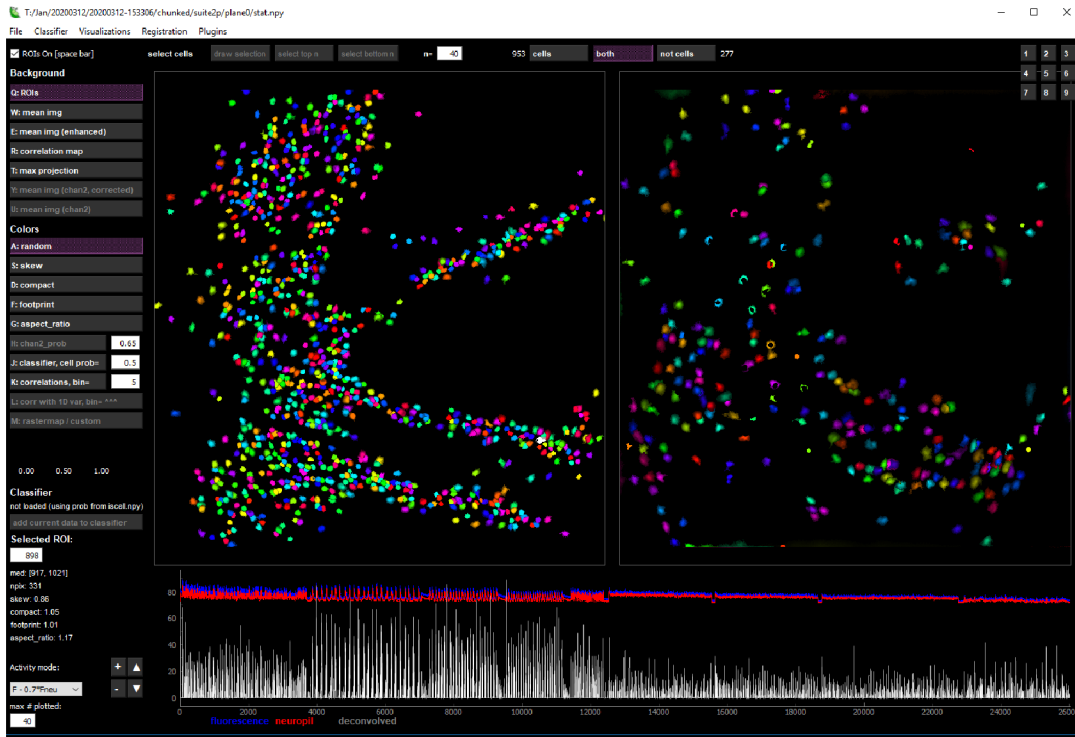 T:/Jan/20200312/20200312-153306/chunked/suite2p/plane0/stat.npy
File Classifier Visualizations Registration Plugins
ROIs On [space bar] select cells draw selection select top n select bottom n n= 40 953 cells both not cells 277
1 2 3
4 5 6
7 8 9
Background
Q: ROIs
W: mean img
E: mean img (enhanced)
R: correlation map
T: max projection
Y: mean img (chan2, corrected)
U: mean img (chan2)
Colors
A: random
S: skew
D: compact
F: footprint
G: aspect_ratio
H: chan2_prob 0.65
J: classifier, cell prob= 0.5
K: correlations, bin= 5
L: corr with 1D var, bin= ^^^
M: rastermap / custom
0.00 0.50 1.00
Classifier
not loaded (using prob from iscell.npy)
add current data to classifier
Selected ROI:
898
med: [917, 1021]
npix: 331
skew: 0.86
compact: 1.05
footprint: 1.01
aspect_ratio: 1.17
Activity mode: + ▲
F - 0.7*Fneu - ▼
max # plotted:
40
80
60
40
20
0
0 2000 4000 6000 8000 10000 12000 14000 16000 18000 20000 22000 24000 2600
fluorescence neuropil deconvolved